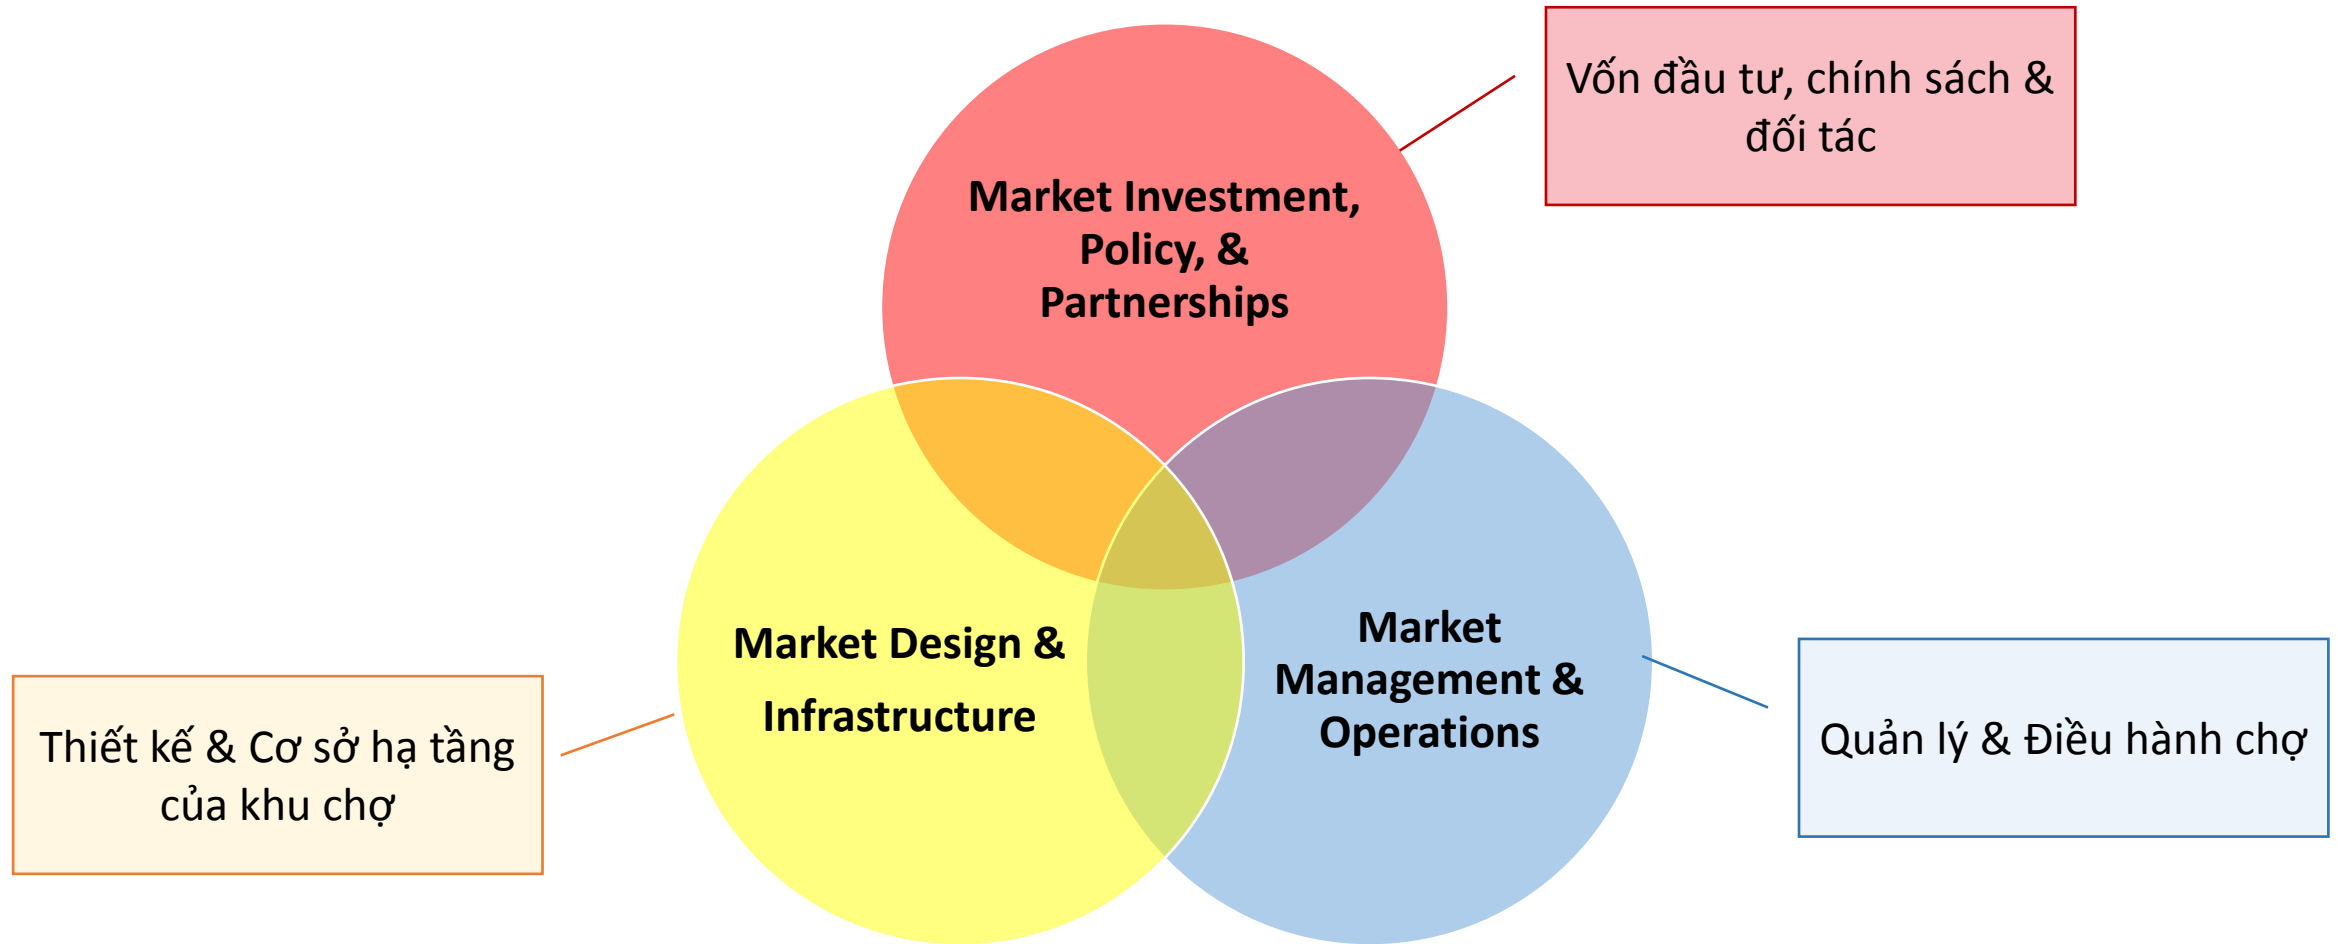 Vốn đầu tư, chính sách &
đối tác
Market Investment,
Policy, &
Partnerships
Market Design &
Infrastructure
Market
Management &
Operations
Thiết kế & Cơ sở hạ tầng
của khu chợ
Quản lý & Điều hành chợ